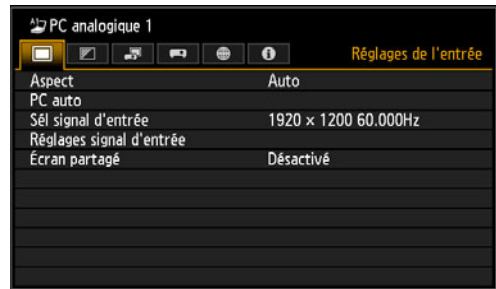 PC analogique 1
Réglages de l'entrée
Aspect Auto
PC auto
Sél signal d'entrée 1920 × 1200 60.000Hz
Réglages signal d'entrée
Écran partagé Désactivé